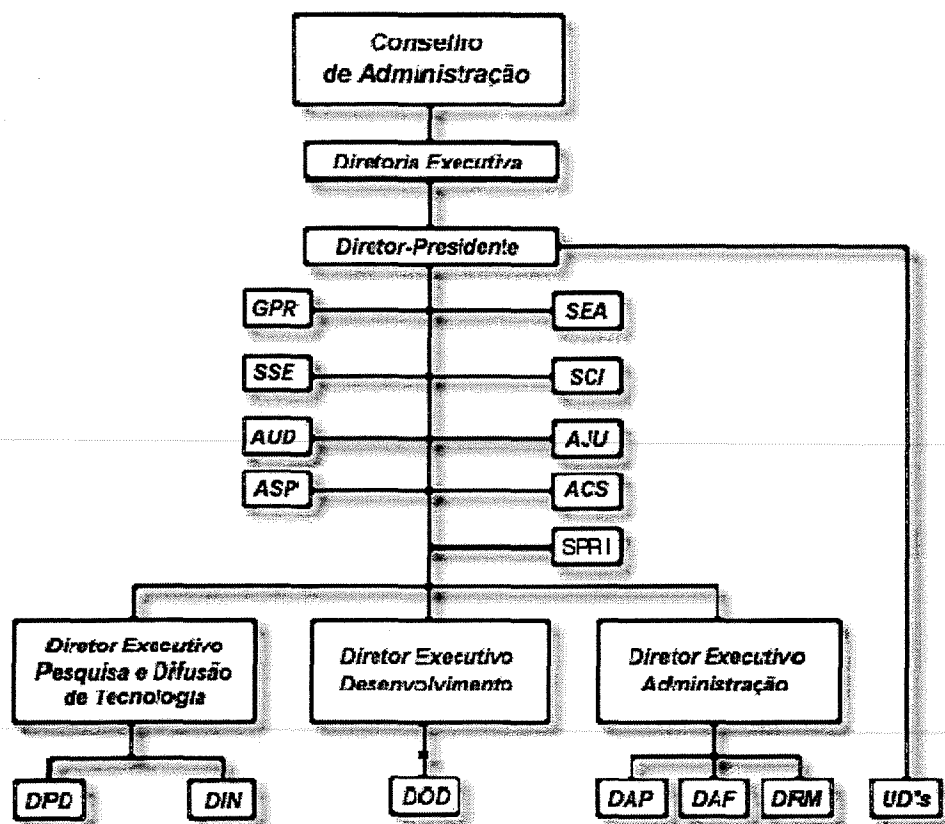 Conselho
de Administração
Diretoria Executiva
Diretor-Presidente
GPR
SEA
SSE
SCI
AUD
AJU
ASP
ACS
SPRI
Diretor Executivo
Pesquisa e Difusão
de Tecnologia
Diretor Executivo
Desenvolvimento
Diretor Executivo
Administração
DPD
DIN
DOD
DAP
DAF
DRM
UD's